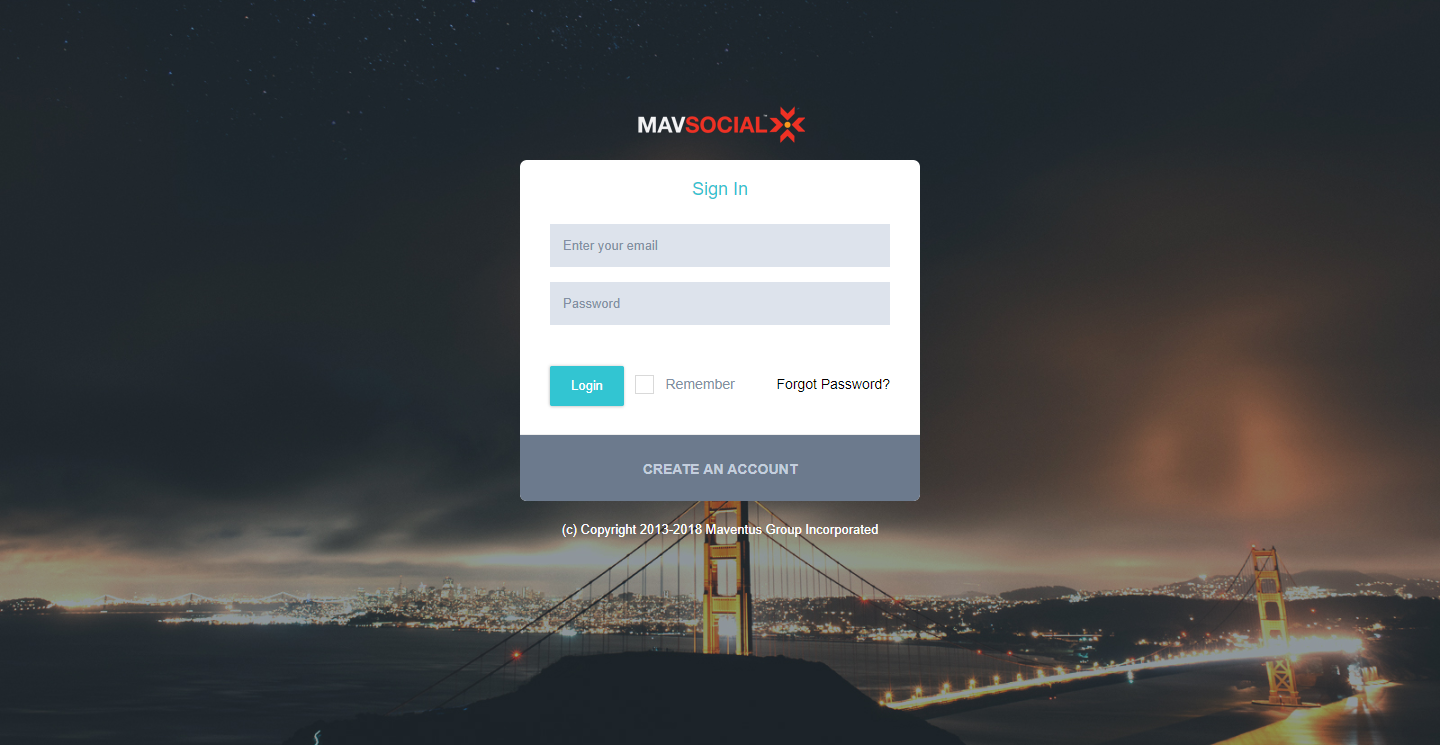 MAVSOCIAL™
Sign In
Enter your email
Password
Login Remember Forgot Password?
CREATE AN ACCOUNT
(c) Copyright 2013-2018 Maventus Group Incorporated